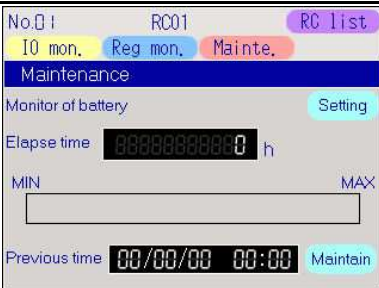 No.01 RC01 RC list
IO mon. Reg mon. Mainte.
Maintenance
Monitor of battery Setting
Elapse time 0 h
MIN MAX
Previous time 00/00/00 00:00 Maintain